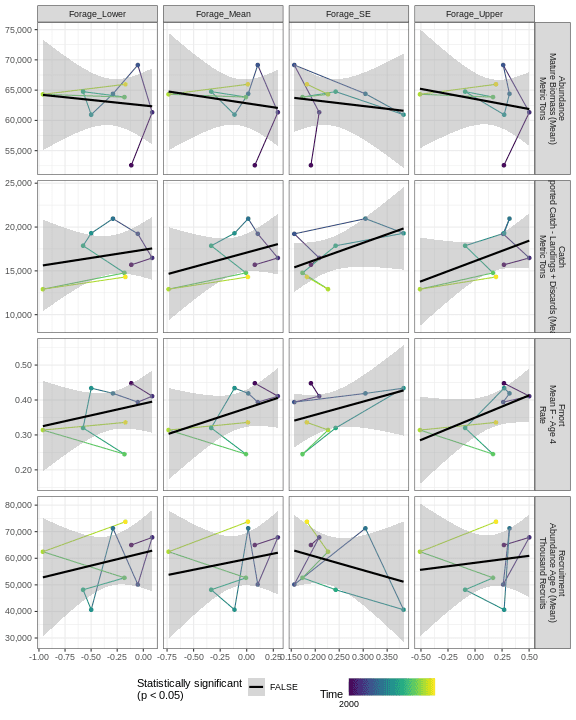 Forage_Lower Forage_Mean Forage_SE Forage_Upper
75,000
70,000
65,000
60,000
55,000
Abundance
Mature Biomass (Mean)
Metric Tons
25,000
20,000
15,000
10,000
Catch
ported Catch - Landings + Discards (Me
Metric Tons
0.50
0.40
0.30
0.20
Fmort
Mean F - Age 4
Rate
80,000
70,000
60,000
50,000
40,000
30,000
Recruitment
Abundance Age 0 (Mean)
Thousand Recruits
-1.00 -0.75 -0.50 -0.25 0.00 -0.75 -0.50 -0.25 0.00 0.25 0.150 0.200 0.250 0.300 0.350 -0.50 -0.25 0.00 0.25 0.50
Statistically significant
(p < 0.05)
FALSE
Time
2000